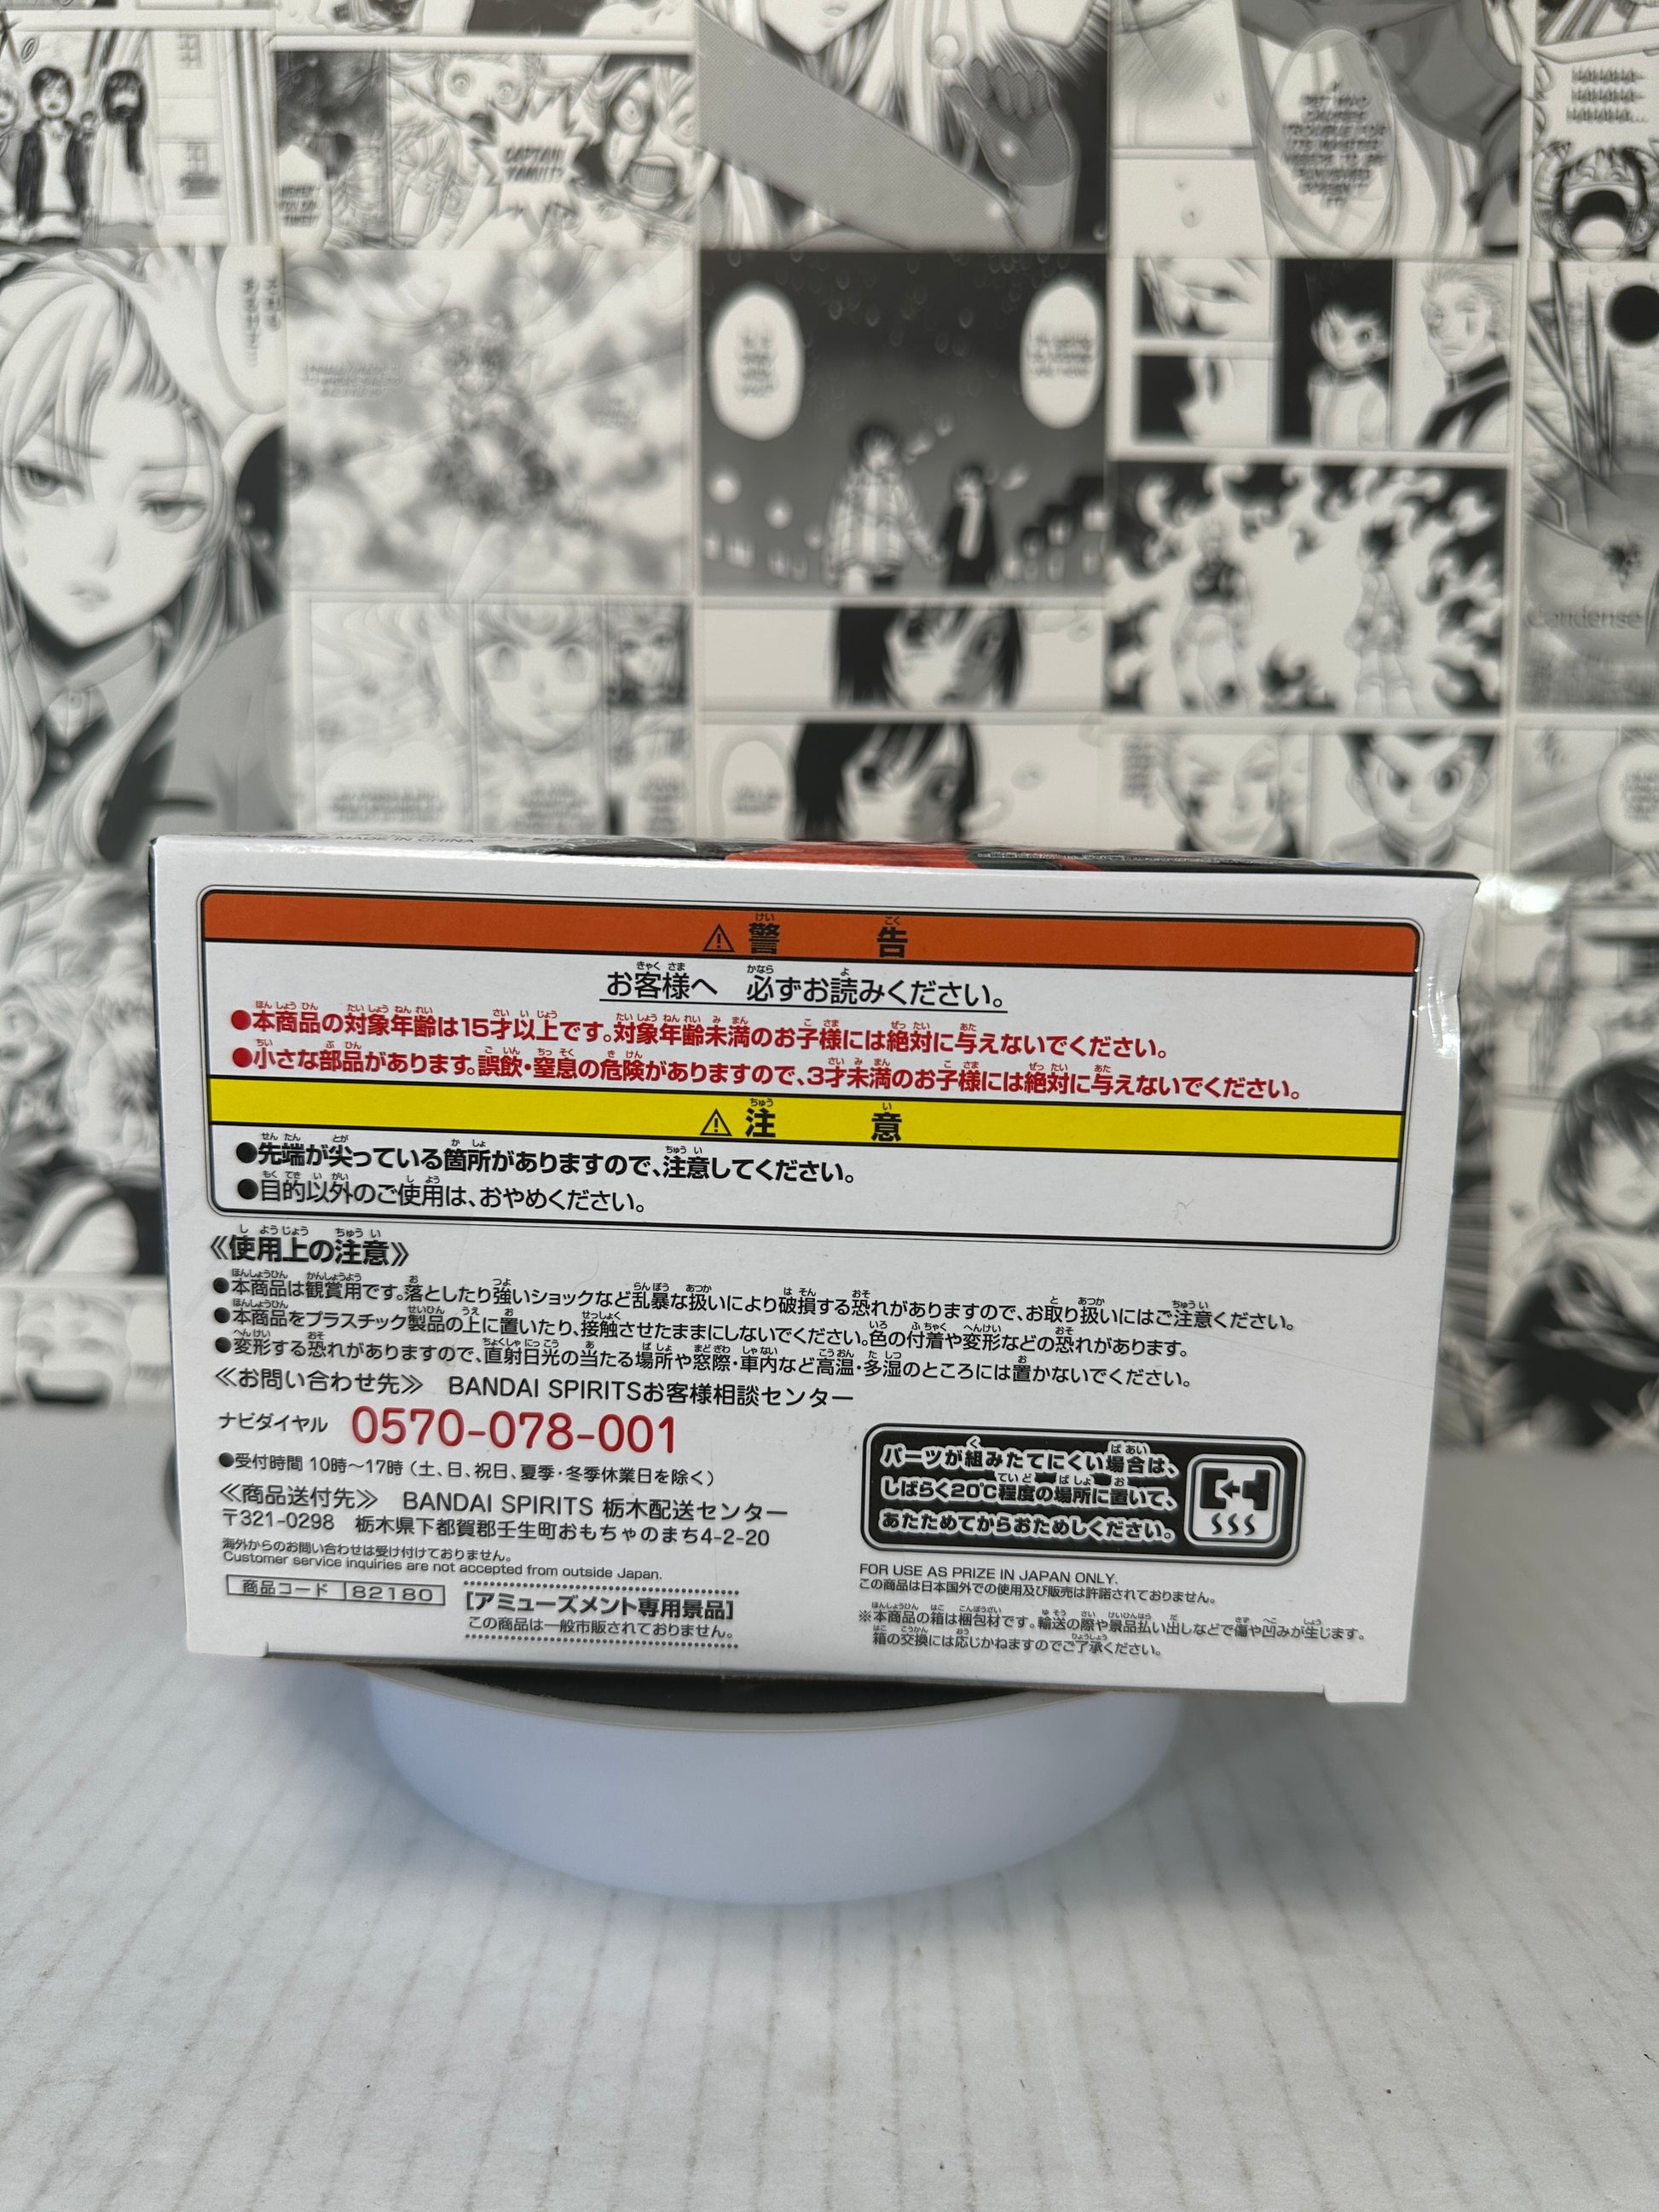 CAPTAIN YAMI!!
condense
MADE IN CHINA
⚠警告
お客様へ 必ずお読みください。
●本商品の対象年齢は15才以上です。対象年齢未満のお子様には絶対に与えないでください。
●小さな部品があります。誤飲・窒息の危険がありますので、3才未満のお子様には絶対に与えないでください。
⚠注意
●先端が尖っている箇所がありますので、注意してください。
●目的以外のご使用は、おやめください。
《使用上の注意》
●本商品は観賞用です。落としたり強いショックなど乱暴な扱いにより破損する恐れがありますので、お取り扱いにはご注意ください。
●本商品をプラスチック製品の上に置いたり、接触させたままにしないでください。色の付着や変形などの恐れがあります。
●変形する恐れがありますので、直射日光の当たる場所や窓際・車内など高温・多湿のところには置かないでください。
≪お問い合わせ先≫ BANDAI SPIRITSお客様相談センター
ナビダイヤル 0570-078-001
●受付時間 10時〜17時（土、日、祝日、夏季・冬季休業日を除く）
≪商品送付先≫ BANDAI SPIRITS 栃木配送センター
〒321-0298 栃木県下都賀郡壬生町おもちゃのまち4-2-20
海外からのお問い合わせは受け付けておりません。
Customer service inquiries are not accepted from outside Japan.
商品コード 82180
[アミューズメント専用景品]
この商品は一般市販されておりません。
パーツが組みたてにくい場合は、
しばらく20℃程度の場所に置いて、
あたためてからおためしください。
FOR USE AS PRIZE IN JAPAN ONLY.
この商品は日本国外での使用及び販売は許諾されておりません。
※本商品の箱は梱包材です。輸送の際や景品払い出しなどで傷や凹みが生じます。
箱の交換には応じかねますのでご了承ください。